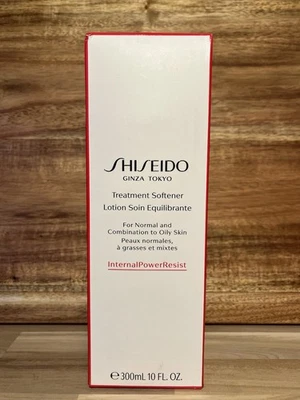 SHISEIDO
GINZA TOKYO
Treatment Softener
Lotion Soin Equilibrante
For Normal and
Combination to Oily Skin
Peaux normales,
à grasses et mixtes
InternalPowerResist
℮300mL 10 FL. OZ.